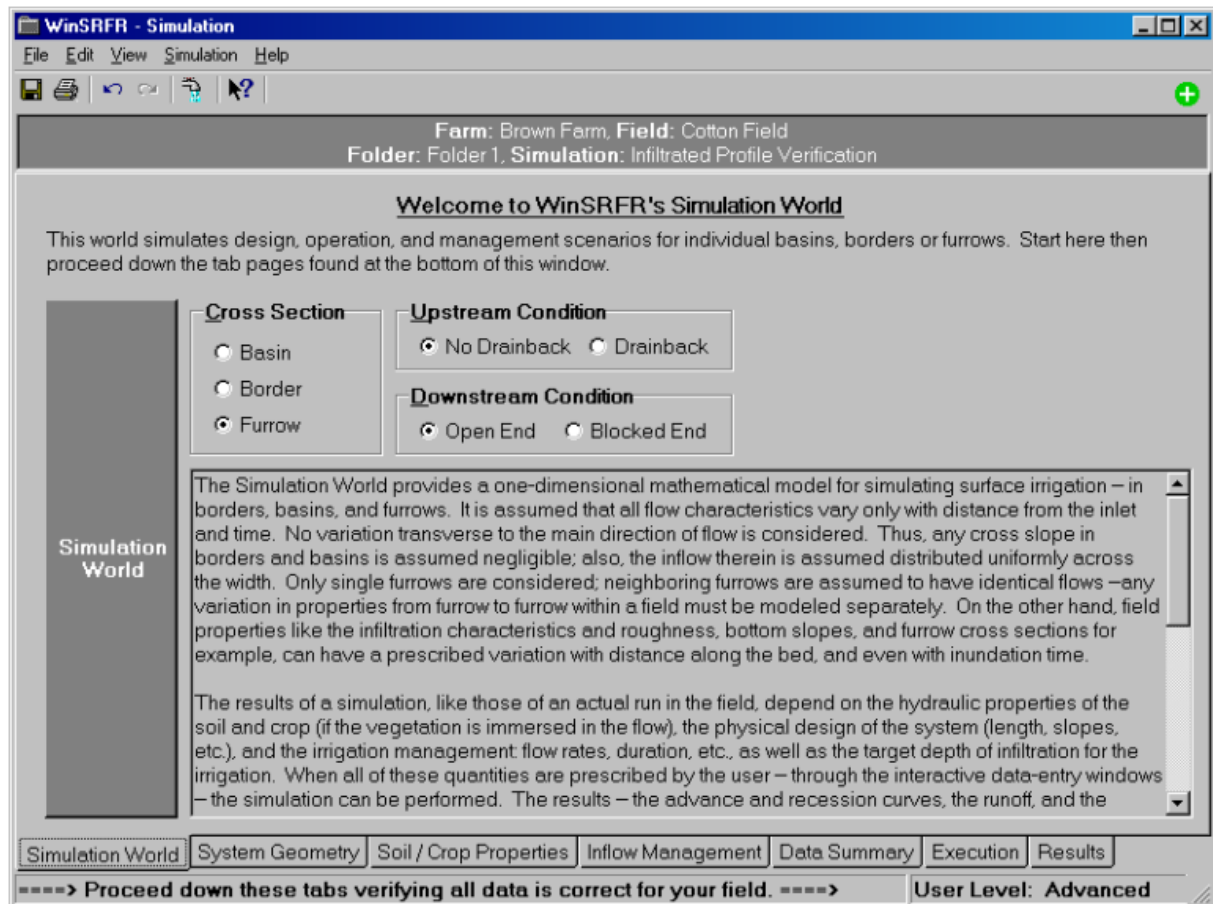 WinSRFR - Simulation
File Edit View Simulation Help
Farm: Brown Farm, Field: Cotton Field
Folder: Folder 1, Simulation: Infiltrated Profile Verification
Welcome to WinSRFR's Simulation World
This world simulates design, operation, and management scenarios for individual basins, borders or furrows. Start here then
proceed down the tab pages found at the bottom of this window.
Cross Section
Basin
Border
Furrow
Upstream Condition
No Drainback Drainback
Downstream Condition
Open End Blocked End
Simulation
World
The Simulation World provides a one-dimensional mathematical model for simulating surface irrigation – in
borders, basins, and furrows. It is assumed that all flow characteristics vary only with distance from the inlet
and time. No variation transverse to the main direction of flow is considered. Thus, any cross slope in
borders and basins is assumed negligible; also, the inflow therein is assumed distributed uniformly across
the width. Only single furrows are considered; neighboring furrows are assumed to have identical flows –any
variation in properties from furrow to furrow within a field must be modeled separately. On the other hand, field
properties like the infiltration characteristics and roughness, bottom slopes, and furrow cross sections for
example, can have a prescribed variation with distance along the bed, and even with inundation time.
The results of a simulation, like those of an actual run in the field, depend on the hydraulic properties of the
soil and crop (if the vegetation is immersed in the flow), the physical design of the system (length, slopes,
etc.), and the irrigation management: flow rates, duration, etc., as well as the target depth of infiltration for the
irrigation. When all of these quantities are prescribed by the user – through the interactive data-entry windows
– the simulation can be performed. The results – the advance and recession curves, the runoff, and the
Simulation World System Geometry Soil / Crop Properties Inflow Management Data Summary Execution Results
====> Proceed down these tabs verifying all data is correct for your field. ====> User Level: Advanced